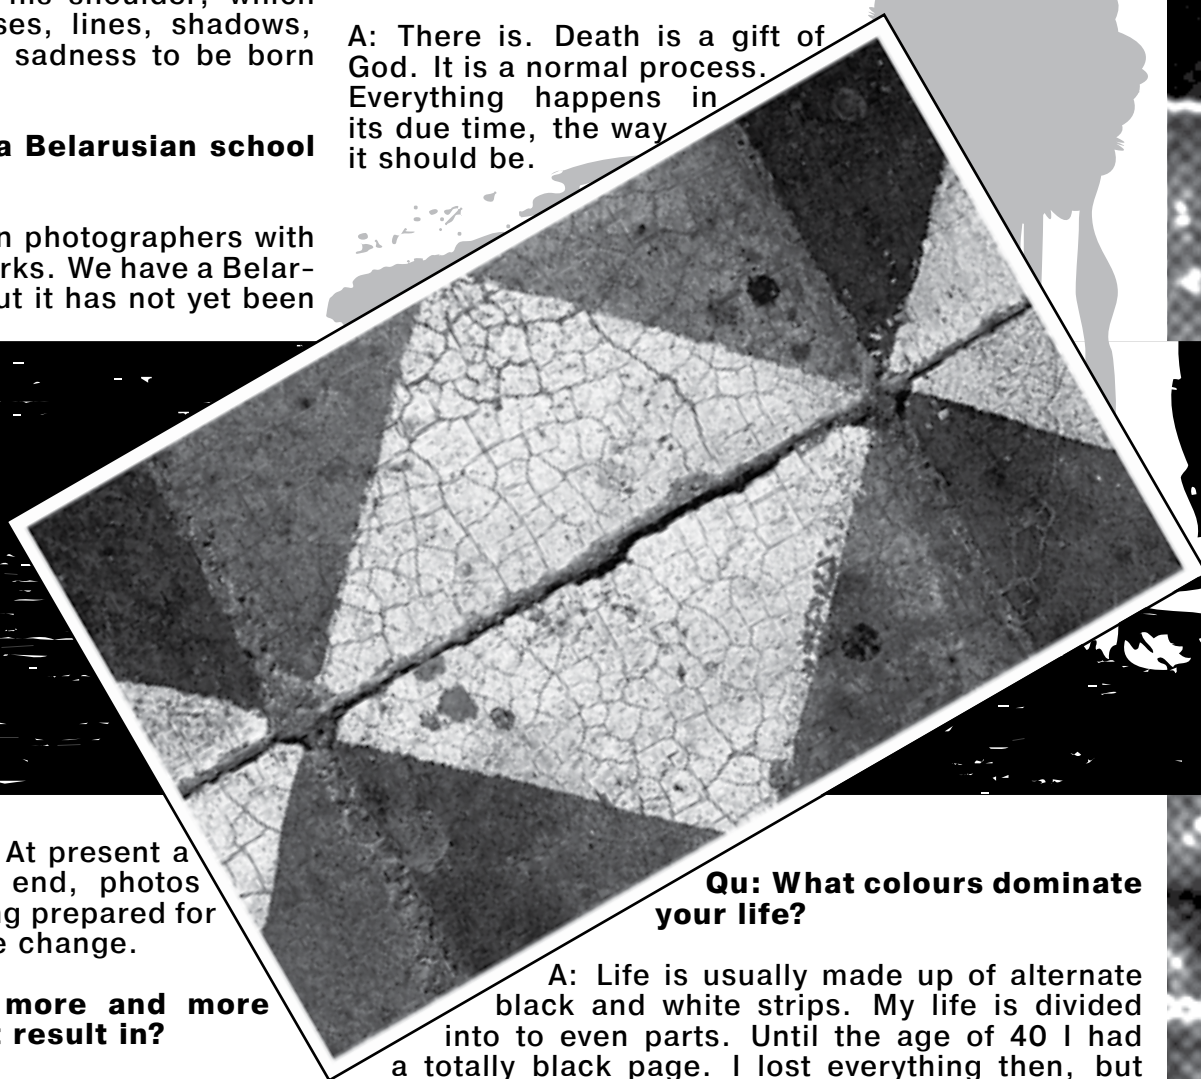 his shoulder, which
ses, lines, shadows,
sadness to be born
a Belarusian school
n photographers with
rks. We have a Belar-
ut it has not yet been
At present a
end, photos
ng prepared for
e change.
more and more
t result in?
A: There is. Death is a gift of
God. It is a normal process.
Everything happens in
its due time, the way
it should be.
Qu: What colours dominate
your life?
A: Life is usually made up of alternate
black and white strips. My life is divided
into to even parts. Until the age of 40 I had
a totally black page. I lost everything then, but